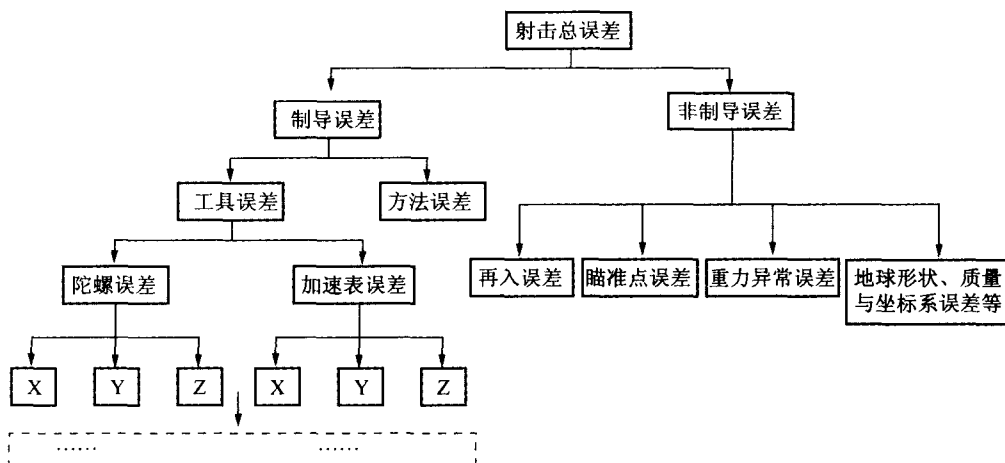 射击总误差
制导误差
非制导误差
工具误差
方法误差
陀螺误差
加速表误差
再入误差
瞄准点误差
重力异常误差
地球形状、质量
与坐标系误差等
X
Y
Z
X
Y
Z
……
……